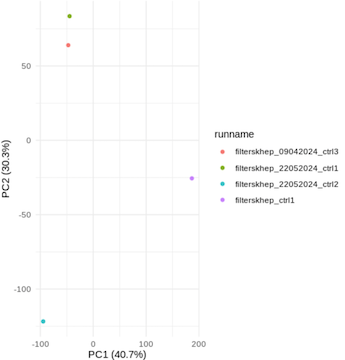 50
0
-50
-100
PC2 (30.3%)
-100 0 100 200
PC1 (40.7%)
runname
filterskhep_09042024_ctrl3
filterskhep_22052024_ctrl1
filterskhep_22052024_ctrl2
filterskhep_ctrl1